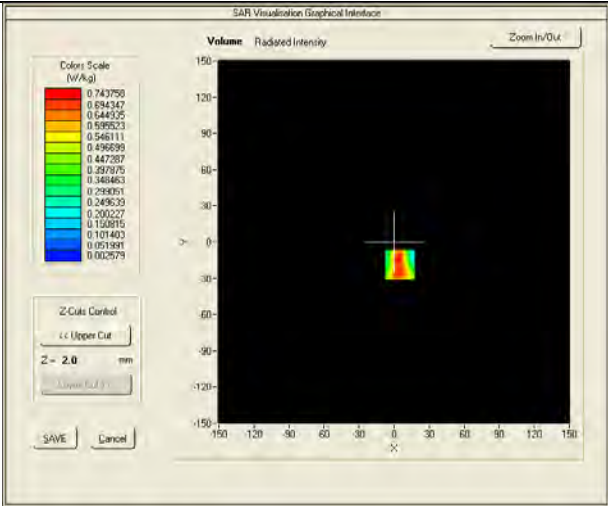 SAR Visualisation Graphical Interface
Volume Radiated Intensity
Zoom In/Out
Colors Scale
(W/kg)
0.743758
0.694347
0.644935
0.595523
0.546111
0.496699
0.447287
0.397875
0.348463
0.299051
0.249639
0.200227
0.150815
0.101403
0.051991
0.002579
150-
120-
90-
60-
30-
0-
-30-
-60-
-90-
-120-
-150-
Y
-150 -120 -90 -60 -30 0 30 60 90 120 150
X
Z-Cuts Control
<< Upper Cut
Z = 2.0 mm
Lower Cut >>
SAVE Cancel